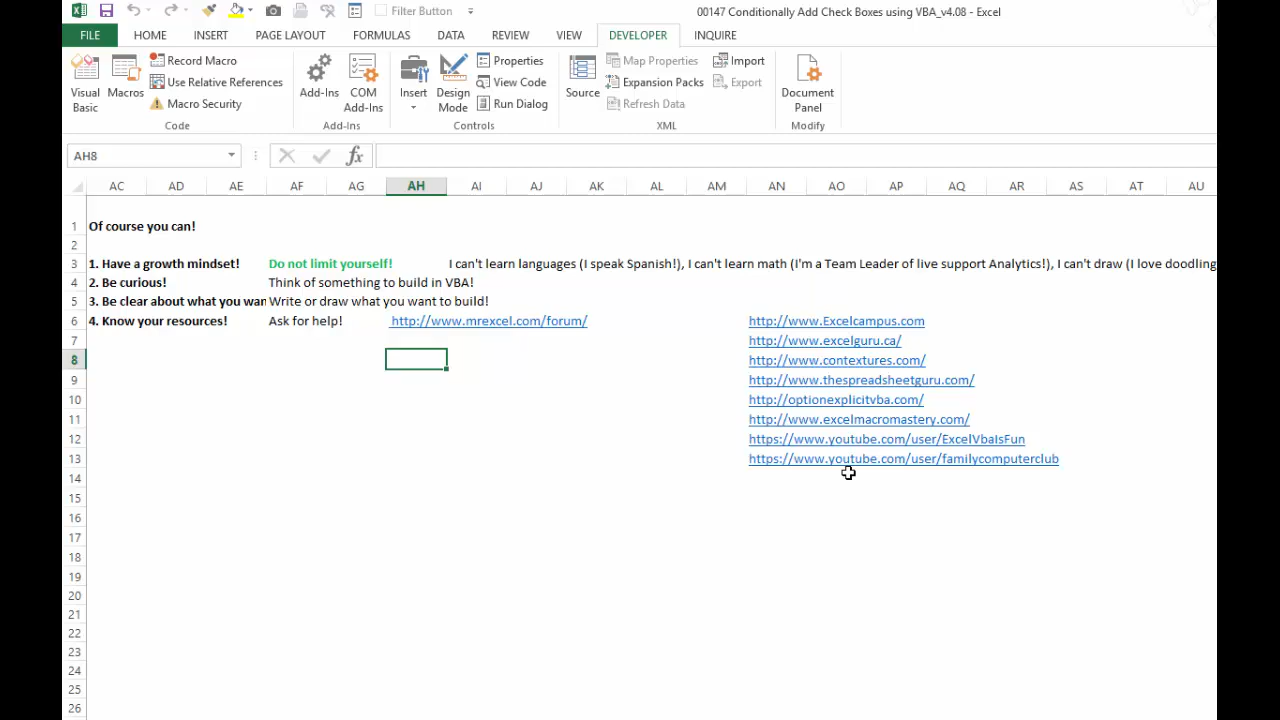 Filter Button
00147 Conditionally Add Check Boxes using VBA_v4.08 - Excel
FILE HOME INSERT PAGE LAYOUT FORMULAS DATA REVIEW VIEW DEVELOPER INQUIRE
Visual Basic
Macros
Record Macro
Use Relative References
Macro Security
Code
Add-Ins
COM Add-Ins
Add-Ins
Insert
Design Mode
Properties
View Code
Run Dialog
Controls
Source
Map Properties
Expansion Packs
Refresh Data
Import
Export
XML
Document Panel
Modify
AH8
fx
AC AD AE AF AG AH AI AJ AK AL AM AN AO AP AQ AR AS AT AU
1 Of course you can!
2
3 1. Have a growth mindset! Do not limit yourself! I can't learn languages (I speak Spanish!), I can't learn math (I'm a Team Leader of live support Analytics!), I can't draw (I love doodling
4 2. Be curious! Think of something to build in VBA!
5 3. Be clear about what you wan Write or draw what you want to build!
6 4. Know your resources! Ask for help! http://www.mrexcel.com/forum/ http://www.Excelcampus.com
7 http://www.excelguru.ca/
8 http://www.contextures.com/
9 http://www.thespreadsheetguru.com/
10 http://optionexplicitvba.com/
11 http://www.excelmacromastery.com/
12 https://www.youtube.com/user/ExcelVbaIsFun
13 https://www.youtube.com/user/familycomputerclub
14
15
16
17
18
19
20
21
22
23
24
25
26